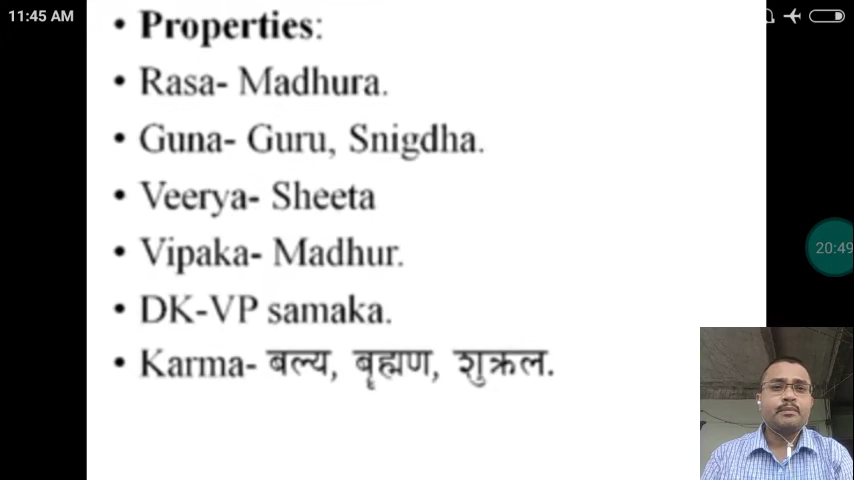 11:45 AM
• Properties:
• Rasa- Madhura.
• Guna- Guru, Snigdha.
• Veerya- Sheeta
• Vipaka- Madhur.
20:49
• DK-VP samaka.
• Karma- बल्य, बृह्मण, शुक्रल.